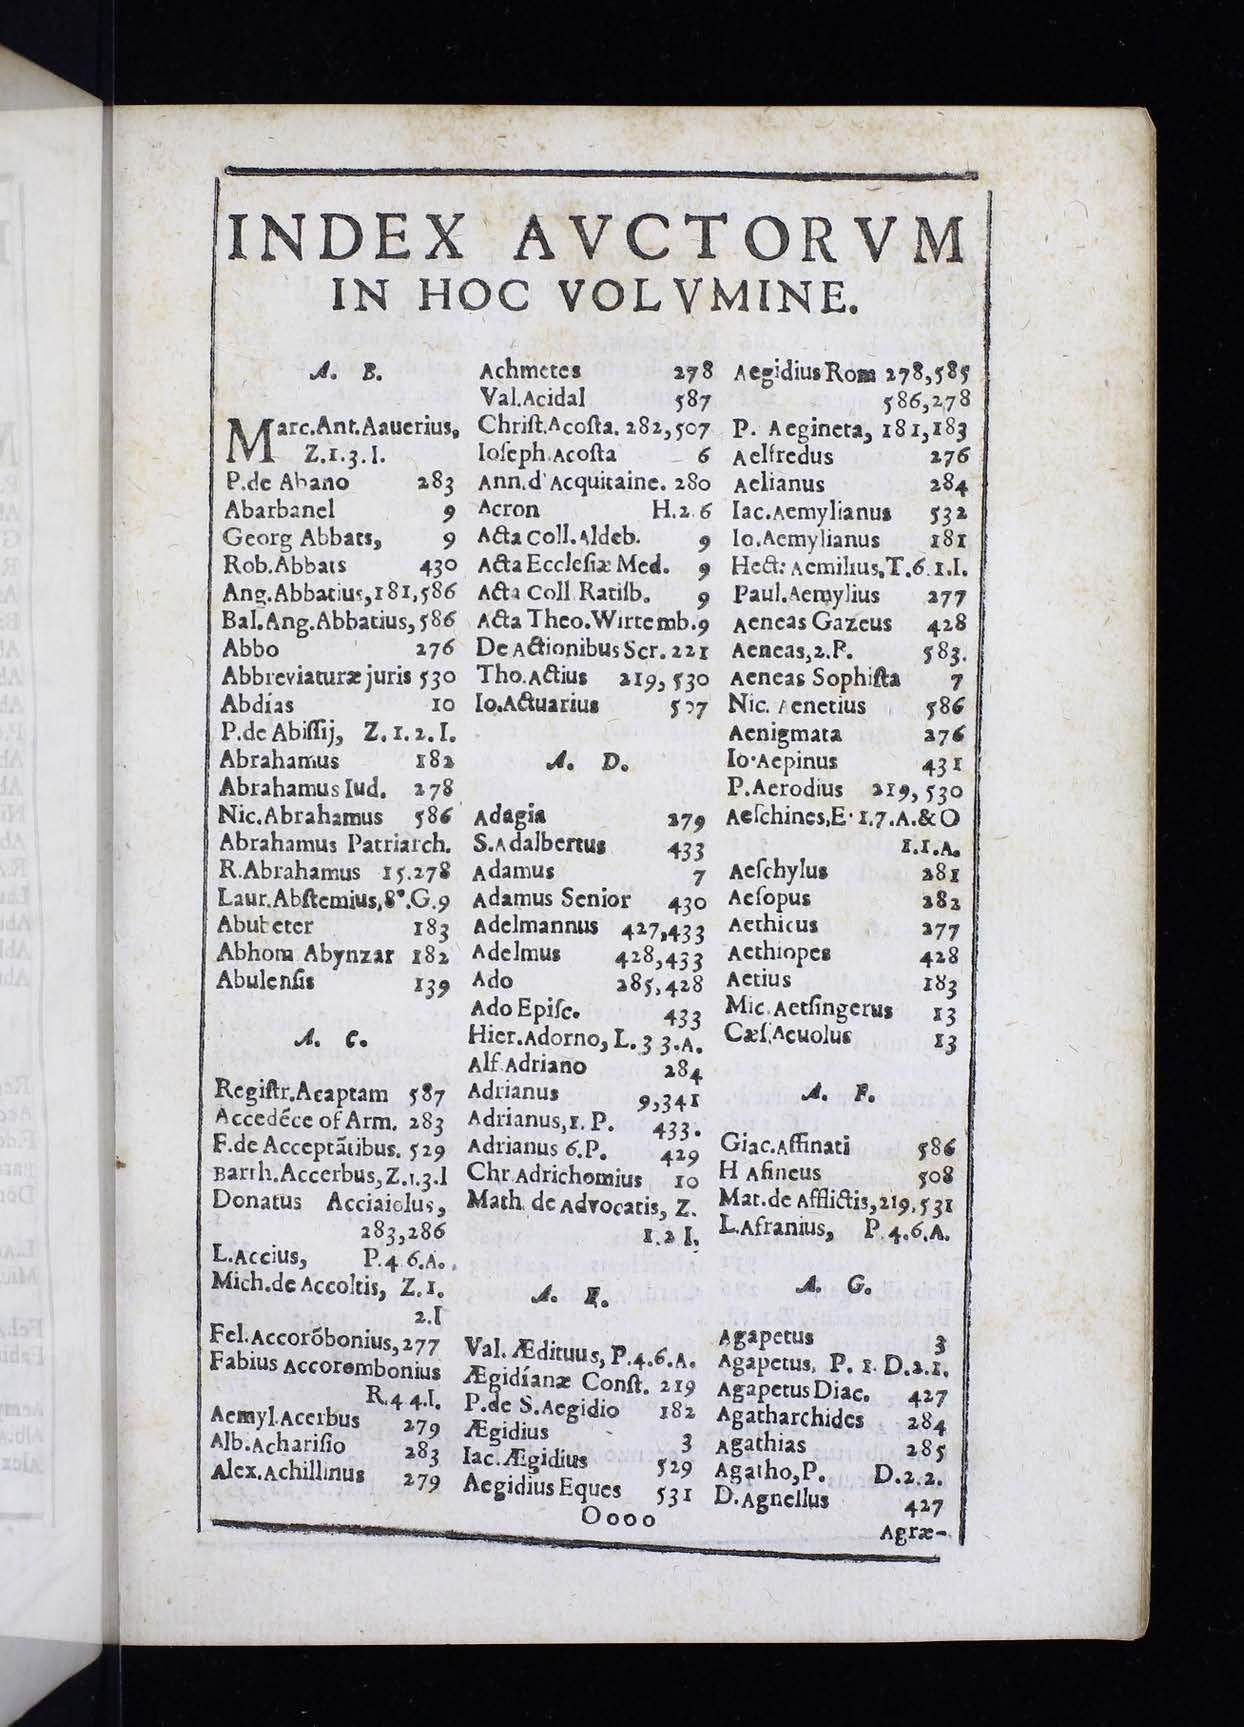 INDEX AVCTORVM
IN HOC VOLVMINE.
A. B.
Marc.Ant.Aauerius,
Z.1.3.I.
P.de Abano 283
Abarbanel 9
Georg Abbats, 9
Rob.Abbats 430
Ang.Abbatius,181,586
Bal.Ang.Abbatius,586
Abbo 276
Abbreviaturæ juris 530
Abdias 10
P.de Abiſſij, Z.1.2.I.
Abrahamus 182
Abrahamus Iud. 278
Nic.Abrahamus 586
Abrahamus Patriarch.
R.Abrahamus 15.278
Laur.Abſtemius,8°.G.9
Abubeter 183
Abhom Abynzar 182
Abulenſis 139
A. C.
Regiſtr.Acaptam 587
Accedēce of Arm. 283
F.de Acceptātibus. 529
Barth.Accerbus,Z.1.3.I
Donatus Acciaiolus,
283,286
L.Accius, P.4 6.A.
Mich.de Accoltis, Z.1.
2.I
Fel.Accorōbonius,277
Fabius Accorombonius
R.4 4.I.
Aemyl.Acerbus 279
Alb.Achariſio 283
Alex.Achillinus 279
Achmetes 278
Val.Acidal 587
Chriſt.Acoſta. 282,507
Ioſeph.Acoſta 6
Ann.d'Acquitaine. 280
Acron H.2.6
Acta Coll.Aldeb. 9
Acta Eccleſiæ Med. 9
Acta Coll Ratiſb. 9
Acta Theo.Wirtemb.9
De Actionibus Scr. 221
Tho.Actius 219, 530
Io.Actuarius 507
A. D.
Adagia 279
S.Adalbertus 433
Adamus 7
Adamus Senior 430
Adelmannus 427,433
Adelmus 428,433
Ado 285,428
Ado Epiſc. 433
Hier.Adorno, L.3 3.A.
Alf.Adriano 284
Adrianus 9,341
Adrianus,1. P. 433.
Adrianus 6.P. 429
Chr Adrichomius 10
Math de Advocatis, Z.
1.2 I.
A. E.
Val. Ædituus, P.4.6.A.
Ægidianæ Conſt. 219
P.de S.Aegidio 182
Ægidius 3
Iac.Ægidius 529
Aegidius Eques 531
Oooo
Aegidius Rom 278,585
586,278
P. Aegineta, 181,183
Aelfredus 276
Aelianus 284
Iac.Aemylianus 532
Io.Aemylianus 181
Hect: Aemilius,T.6.1.I.
Paul.Aemylius 277
Aeneas Gazeus 428
Aeneas,2.P. 583.
Aeneas Sophiſta 7
Nic. Aenetius 586
Aenigmata 276
Io·Aepinus 431
P.Aerodius 219, 530
Aeſchines,E· 1.7.A.& O
1.1.A.
Aeſchylus 281
Aeſopus 282
Aethicus 277
Aethiopes 428
Aetius 183
Mic.Aetſingerus 13
Cæſ.Aeuolus 13
A. F.
Giac.Affinati 586
H Afineus 508
Mat.de Afflictis,219,531
L.Afranius, P.4.6.A.
A. G.
Agapetus 3
Agapetus, P. 1. D.2.1.
Agapetus Diac. 427
Agatharchides 284
Agathias 285
Agatho,P. D.2.2.
D.Agnellus 427
Agræ-